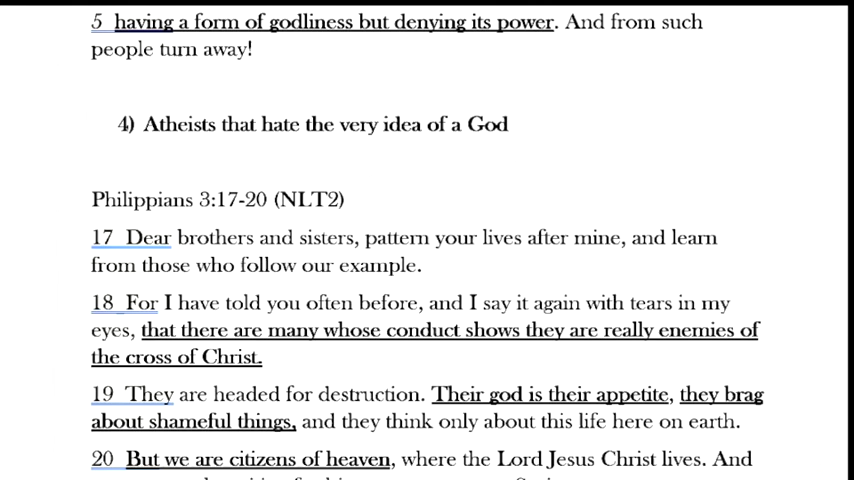 5 having a form of godliness but denying its power. And from such
people turn away!
4) Atheists that hate the very idea of a God
Philippians 3:17-20 (NLT2)
17 Dear brothers and sisters, pattern your lives after mine, and learn
from those who follow our example.
18 For I have told you often before, and I say it again with tears in my
eyes, that there are many whose conduct shows they are really enemies of
the cross of Christ.
19 They are headed for destruction. Their god is their appetite, they brag
about shameful things, and they think only about this life here on earth.
20 But we are citizens of heaven, where the Lord Jesus Christ lives. And